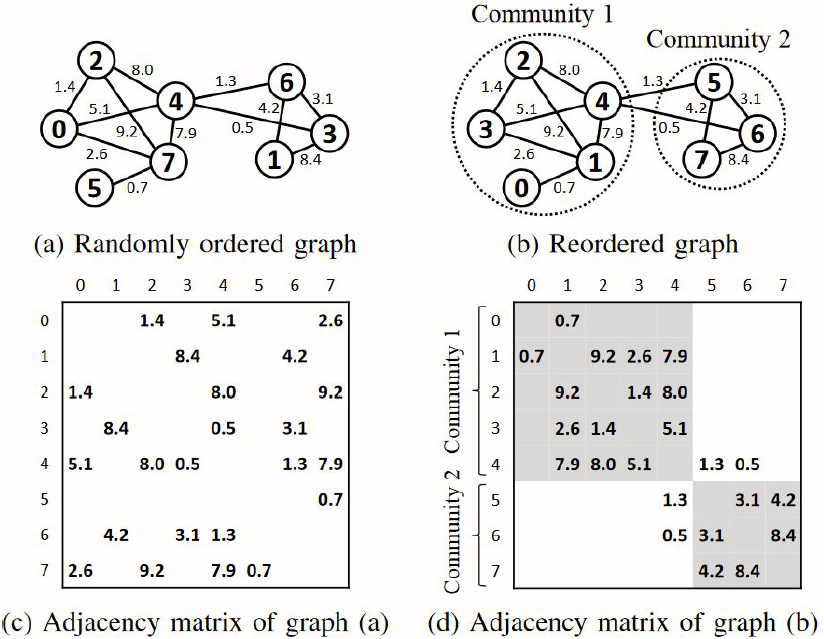 Community 1
Community 2
2
8.0
1.4
4
1.3
6
5.1
4.2
3.1
0
9.2
7.9
0.5
3
2.6
7
1
8.4
5
0.7
2
8.0
1.4
4
1.3
5
5.1
4.2
3.1
3
9.2
7.9
0.5
6
2.6
1
7
8.4
0
0.7
(a) Randomly ordered graph
(b) Reordered graph
0 1 2 3 4 5 6 7
0 1.4 5.1 2.6
1 8.4 4.2
2 1.4 8.0 9.2
3 8.4 0.5 3.1
4 5.1 8.0 0.5 1.3 7.9
5 0.7
6 4.2 3.1 1.3
7 2.6 9.2 7.9 0.7
(c) Adjacency matrix of graph (a)
0 1 2 3 4 5 6 7
Community 1
0 0.7
1 0.7 9.2 2.6 7.9
2 9.2 1.4 8.0
3 2.6 1.4 5.1
4 7.9 8.0 5.1 1.3 0.5
Community 2
5 1.3 3.1 4.2
6 0.5 3.1 8.4
7 4.2 8.4
(d) Adjacency matrix of graph (b)